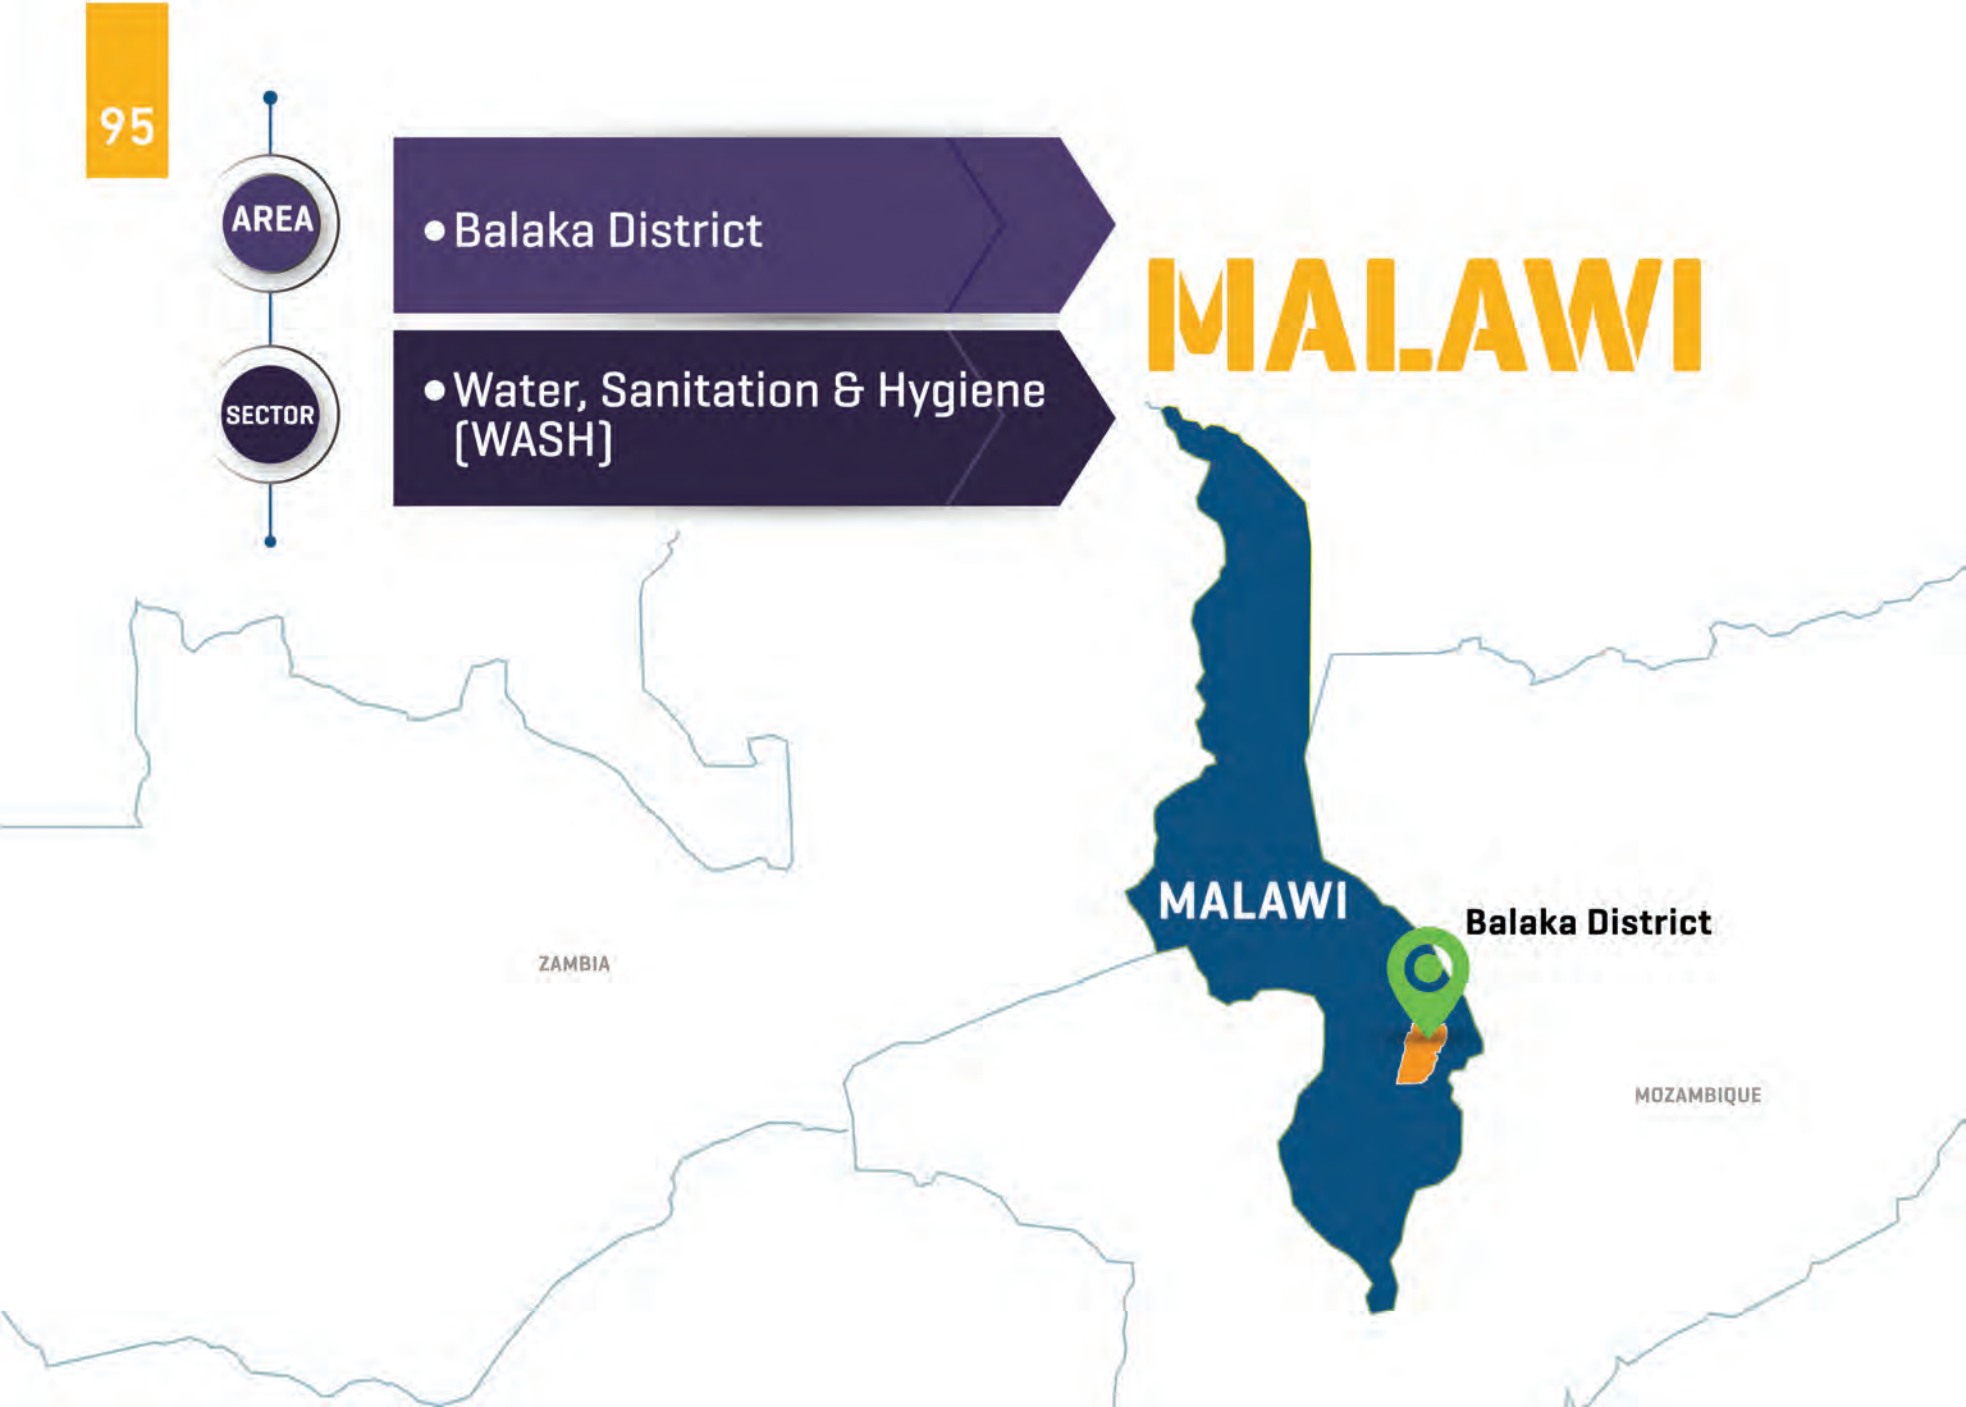 95
AREA
• Balaka District
SECTOR
• Water, Sanitation & Hygiene
(WASH)
MALAWI
MALAWI
Balaka District
ZAMBIA
MOZAMBIQUE